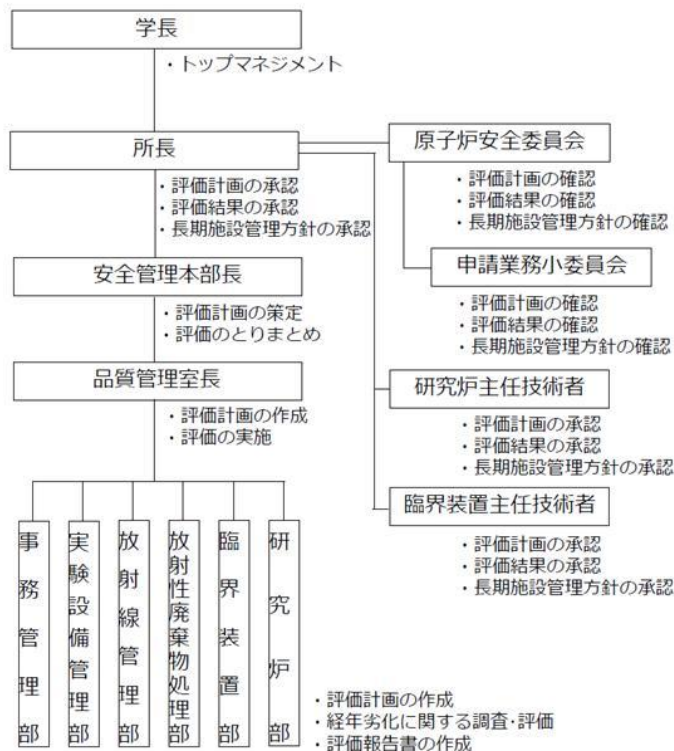 学長
・トップマネジメント
所長
・評価計画の承認
・評価結果の承認
・長期施設管理方針の承認
原子炉安全委員会
・評価計画の確認
・評価結果の確認
・長期施設管理方針の確認
申請業務小委員会
・評価計画の確認
・評価結果の確認
・長期施設管理方針の確認
安全管理本部長
・評価計画の策定
・評価のとりまとめ
品質管理室長
・評価計画の作成
・評価の実施
研究炉主任技術者
・評価計画の承認
・評価結果の承認
・長期施設管理方針の承認
臨界装置主任技術者
・評価計画の承認
・評価結果の承認
・長期施設管理方針の承認
事務管理部
実験設備管理部
放射線管理部
放射性廃棄物処理部
臨界装置部
研究炉部
・評価計画の作成
・経年劣化に関する調査・評価
・評価報告書の作成